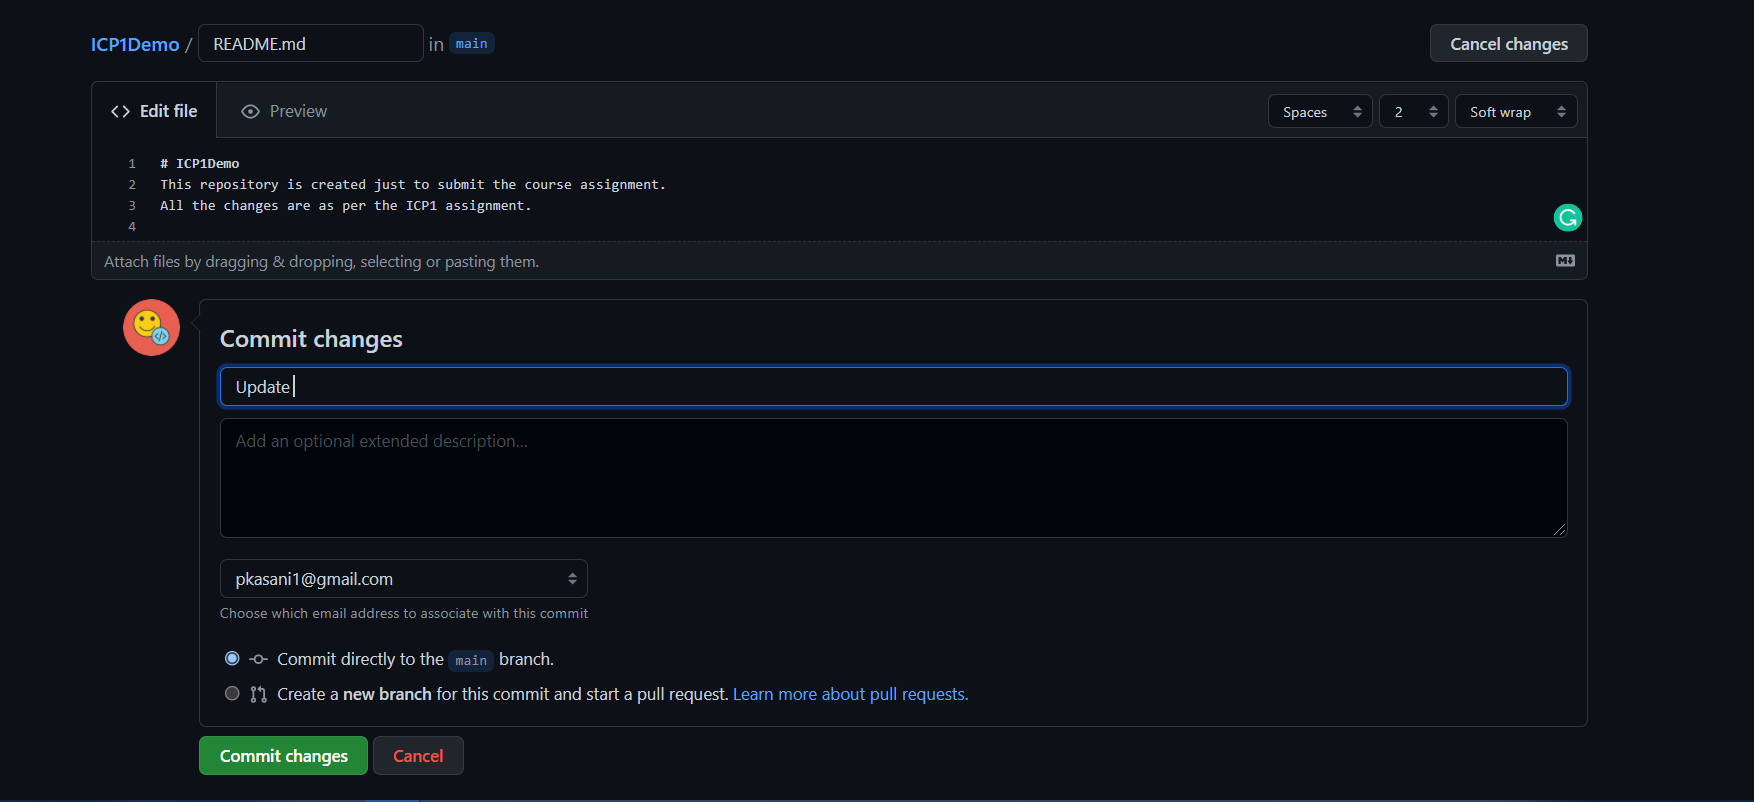 ICP1Demo / README.md in main Cancel changes
Edit file Preview Spaces 2 Soft wrap
1 # ICP1Demo
2 This repository is created just to submit the course assignment.
3 All the changes are as per the ICP1 assignment.
4
Attach files by dragging & dropping, selecting or pasting them.
Commit changes
Update
Add an optional extended description...
pkasani1@gmail.com
Choose which email address to associate with this commit
Commit directly to the main branch.
Create a new branch for this commit and start a pull request. Learn more about pull requests.
Commit changes Cancel